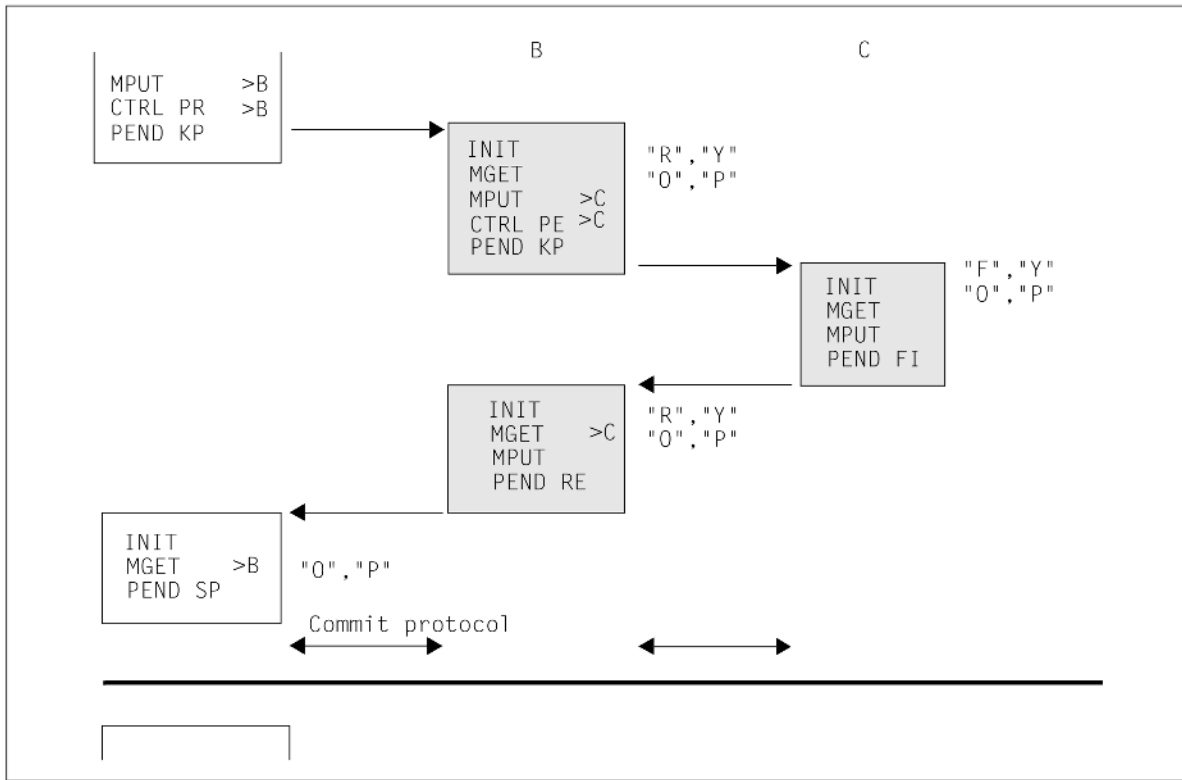 B C
MPUT >B
CTRL PR >B
PEND KP
INIT
MGET
MPUT >C
CTRL PE >C
PEND KP
"R","Y"
"O","P"
INIT
MGET
MPUT
PEND FI
"F","Y"
"O","P"
INIT
MGET >C
MPUT
PEND RE
"R","Y"
"O","P"
INIT
MGET >B
PEND SP
"O","P"
Commit protocol